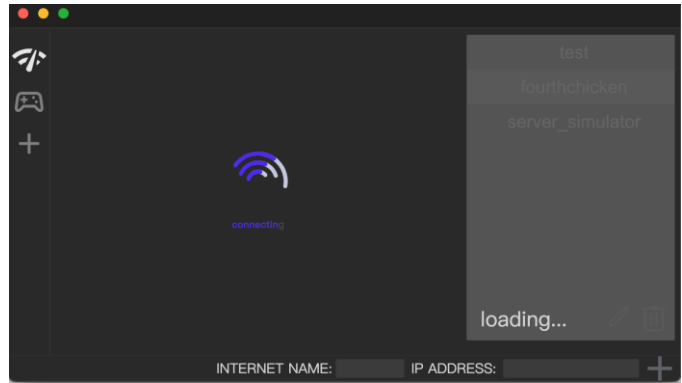 test
fourthchicken
server_simulator
connecting
loading...
INTERNET NAME: IP ADDRESS: